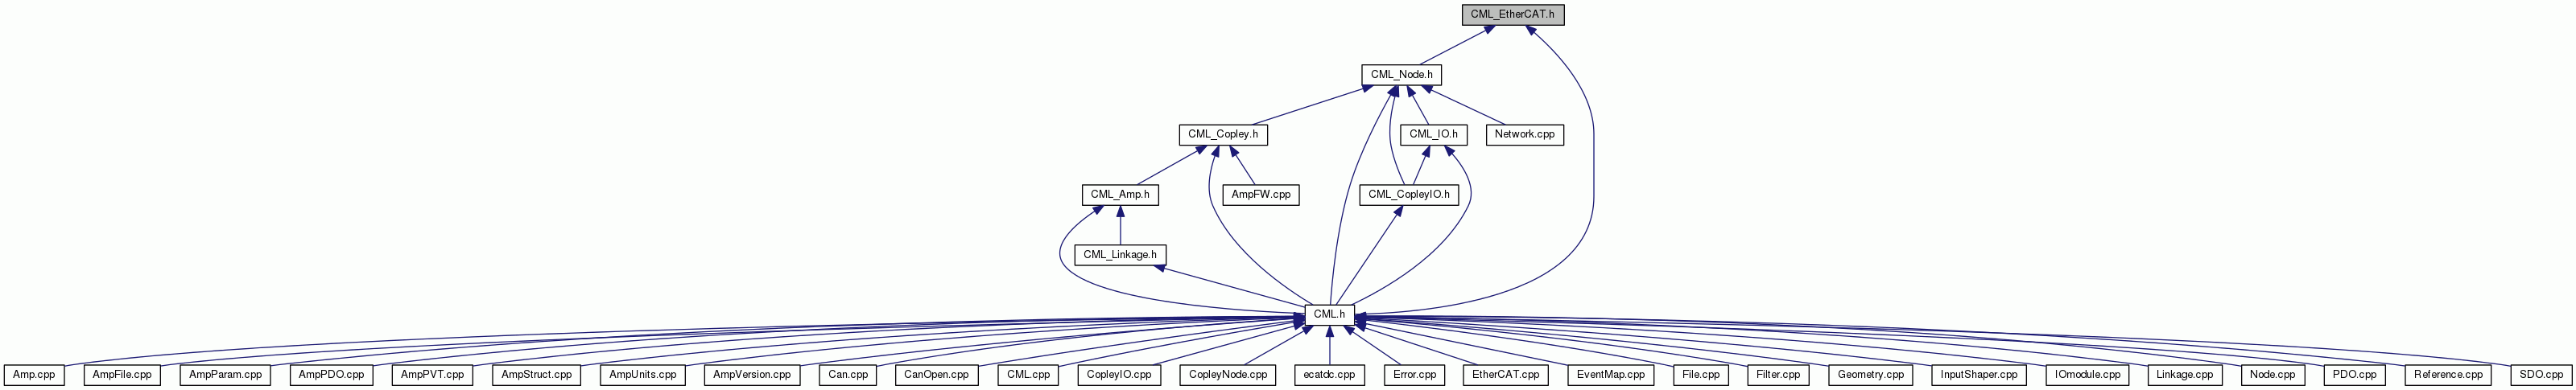 CML_EtherCAT.h
CML_Node.h
CML_Copley.h
CML_IO.h
Network.cpp
CML_Amp.h
AmpFW.cpp
CML_CopleyIO.h
CML_Linkage.h
CML.h
Amp.cpp
AmpFile.cpp
AmpParam.cpp
AmpPDO.cpp
AmpPVT.cpp
AmpStruct.cpp
AmpUnits.cpp
AmpVersion.cpp
Can.cpp
CanOpen.cpp
CML.cpp
CopleyIO.cpp
CopleyNode.cpp
ecatdc.cpp
Error.cpp
EtherCAT.cpp
EventMap.cpp
File.cpp
Filter.cpp
Geometry.cpp
InputShaper.cpp
IOmodule.cpp
Linkage.cpp
Node.cpp
PDO.cpp
Reference.cpp
SDO.cpp